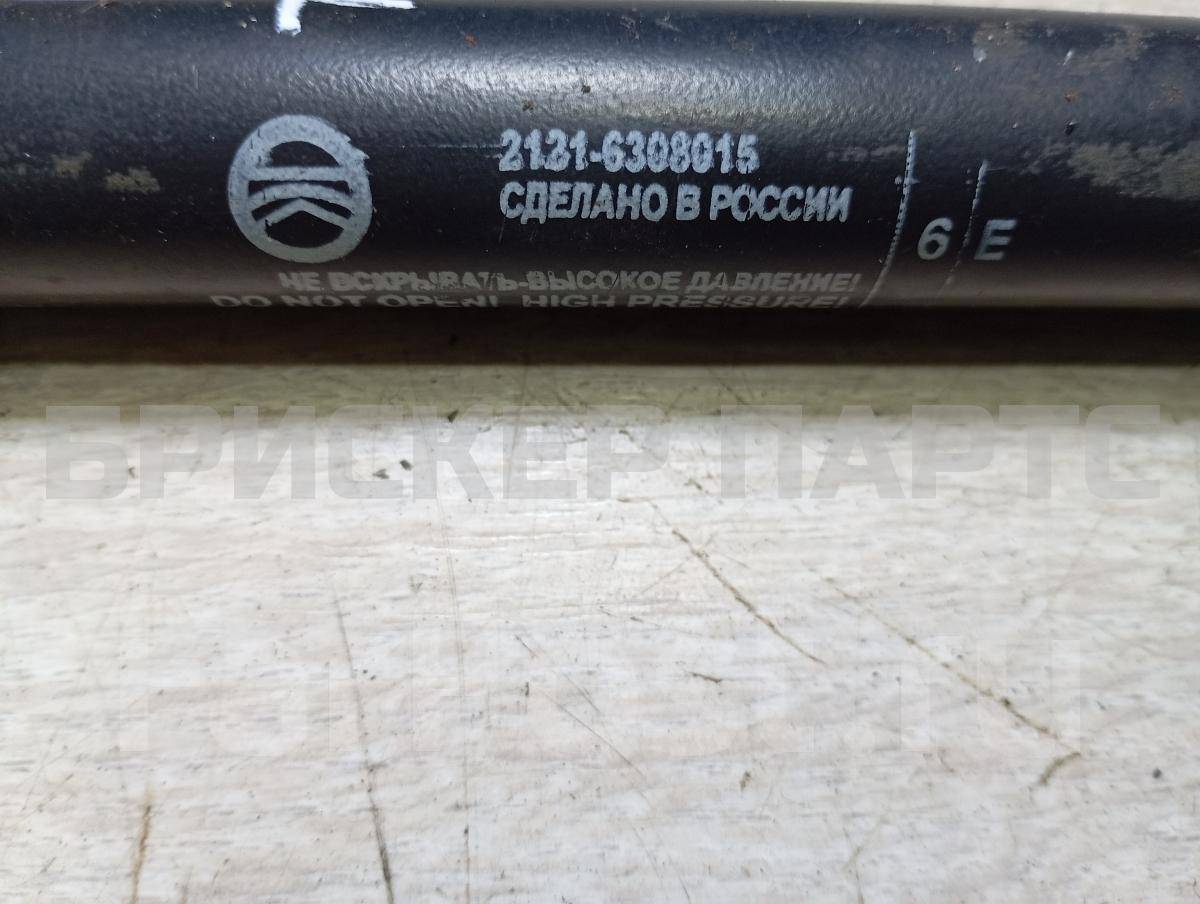 2121-6308015
СДЕЛАНО В РОССИИ
6 E
НЕ ВСКРЫВАТЬ-ВЫСОКОЕ ДАВЛЕНИЕ!
DO NOT OPEN! HIGH PRESSURE!
БРИСКЕР ПАРТС